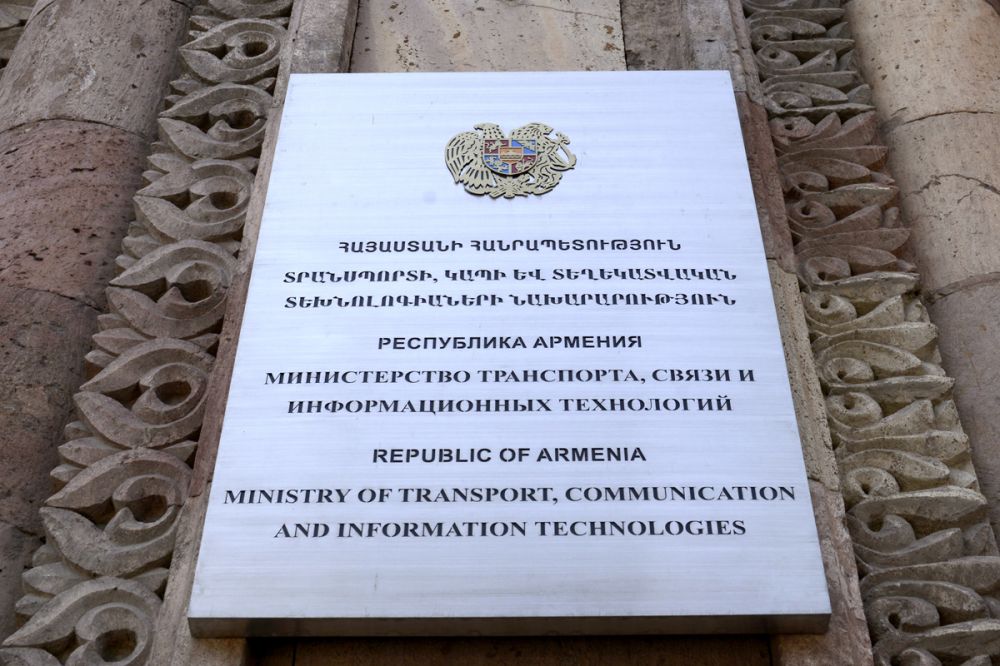 ՀԱՅԱՍՏԱՆԻ ՀԱՆՐԱՊԵՏՈՒԹՅՈՒՆ
ՏՐԱՆՍՊՈՐՏԻ, ԿԱՊԻ ԵՎ ՏԵՂԵԿԱՏՎԱԿԱՆ
ՏԵԽՆՈԼՈԳԻԱՆԵՐԻ ՆԱԽԱՐԱՐՈՒԹՅՈՒՆ
РЕСПУБЛИКА АРМЕНИЯ
МИНИСТЕРСТВО ТРАНСПОРТА, СВЯЗИ И
ИНФОРМАЦИОННЫХ ТЕХНОЛОГИЙ
REPUBLIC OF ARMENIA
MINISTRY OF TRANSPORT, COMMUNICATION
AND INFORMATION TECHNOLOGIES